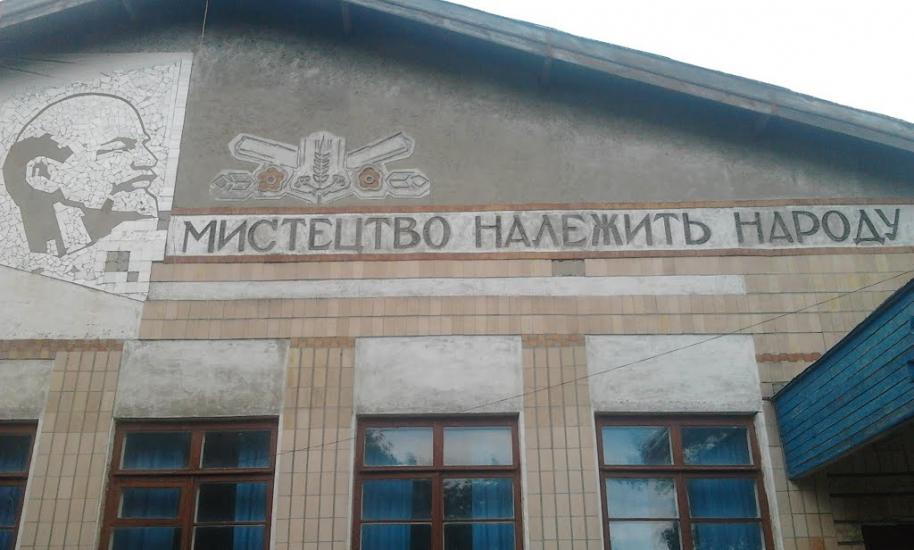 МИСТЕЦТВО НАЛЕЖИТЬ НАРОДУ